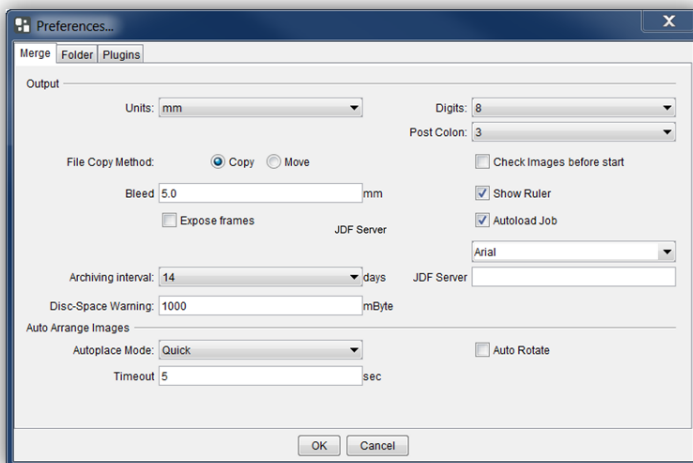 Preferences...
Merge Folder Plugins
Output
Units: mm Digits: 8
Post Colon: 3
File Copy Method: Copy Move Check Images before start
Bleed 5.0 mm Show Ruler
Expose frames JDF Server Autoload Job
Arial
Archiving interval: 14 days JDF Server
Disc-Space Warning: 1000 mByte
Auto Arrange Images
Autoplace Mode: Quick Auto Rotate
Timeout 5 sec
OK Cancel